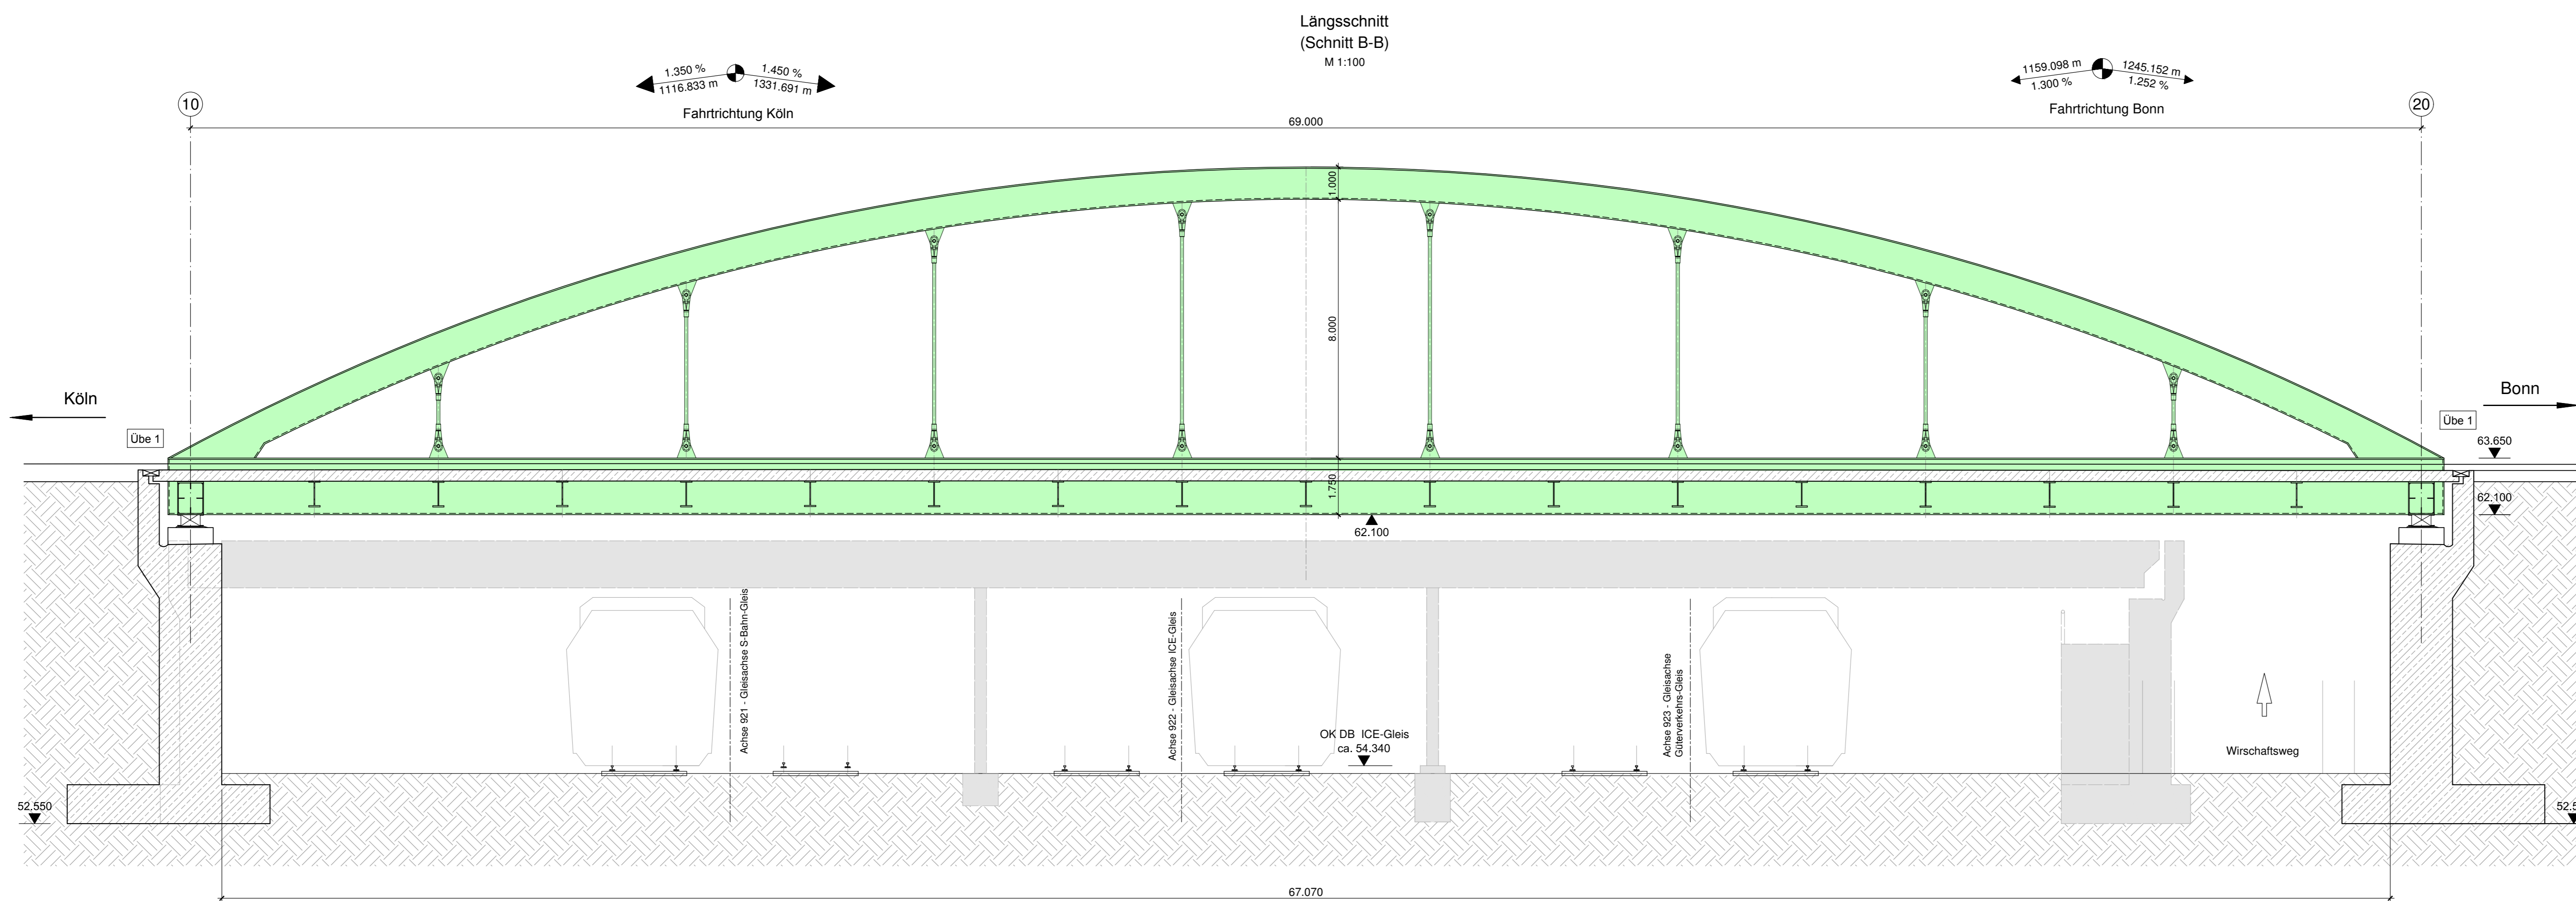 Längsschnitt
(Schnitt B-B)
M 1:100
1.350 %
1116.833 m
1.450 %
1331.691 m
Fahrtrichtung Köln
1159.098 m
1.300 %
1245.152 m
1.252 %
Fahrtrichtung Bonn
10
20
69.000
1.000
8.000
1.750
Köln
Bonn
Übe 1
Übe 1
63.650
62.100
62.100
Achse 921 - Gleisachse S-Bahn-Gleis
Achse 922 - Gleisachse ICE-Gleis
Achse 923 - Gleisachse
Güterverkehrs-Gleis
OK DB ICE-Gleis
ca. 54.340
Wirschaftsweg
52.550
52.5
67.070